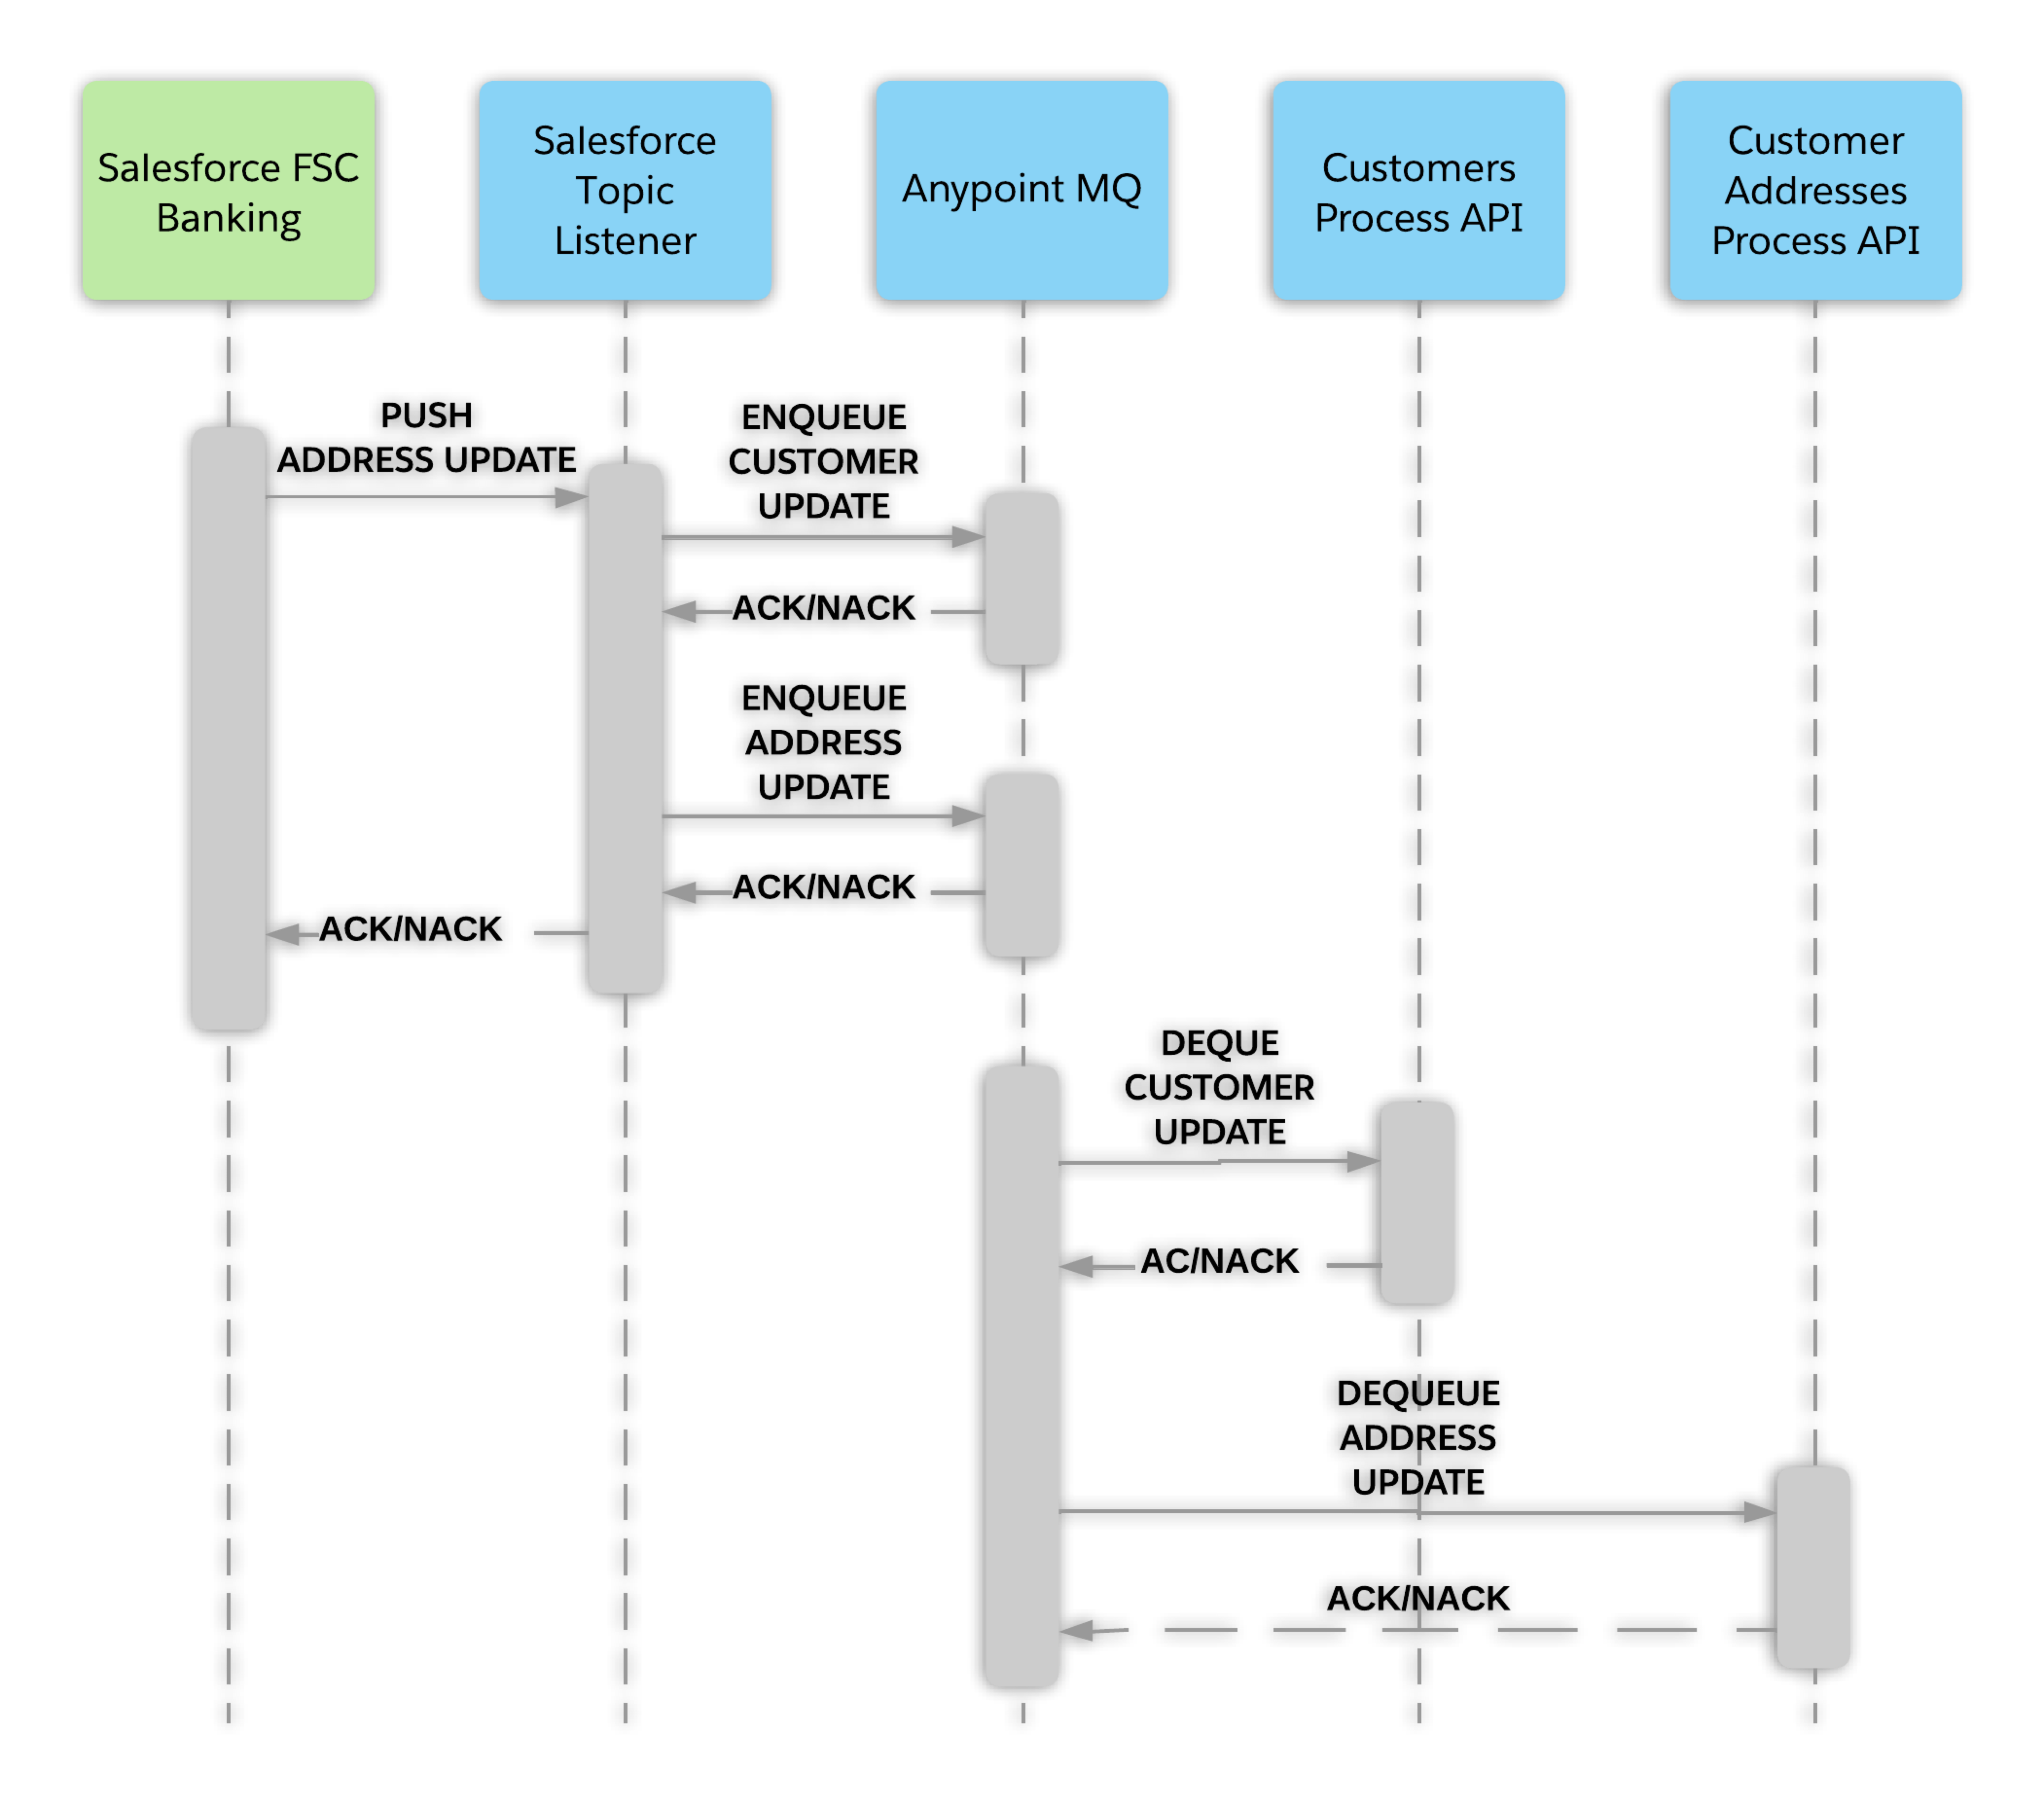 Salesforce FSC
Banking
Salesforce
Topic
Listener
Anypoint MQ
Customers
Process API
Customer
Addresses
Process API
PUSH
ADDRESS UPDATE
ENQUEUE
CUSTOMER
UPDATE
ACK/NACK
ENQUEUE
ADDRESS
UPDATE
ACK/NACK
ACK/NACK
DEQUE
CUSTOMER
UPDATE
AC/NACK
DEQUEUE
ADDRESS
UPDATE
ACK/NACK